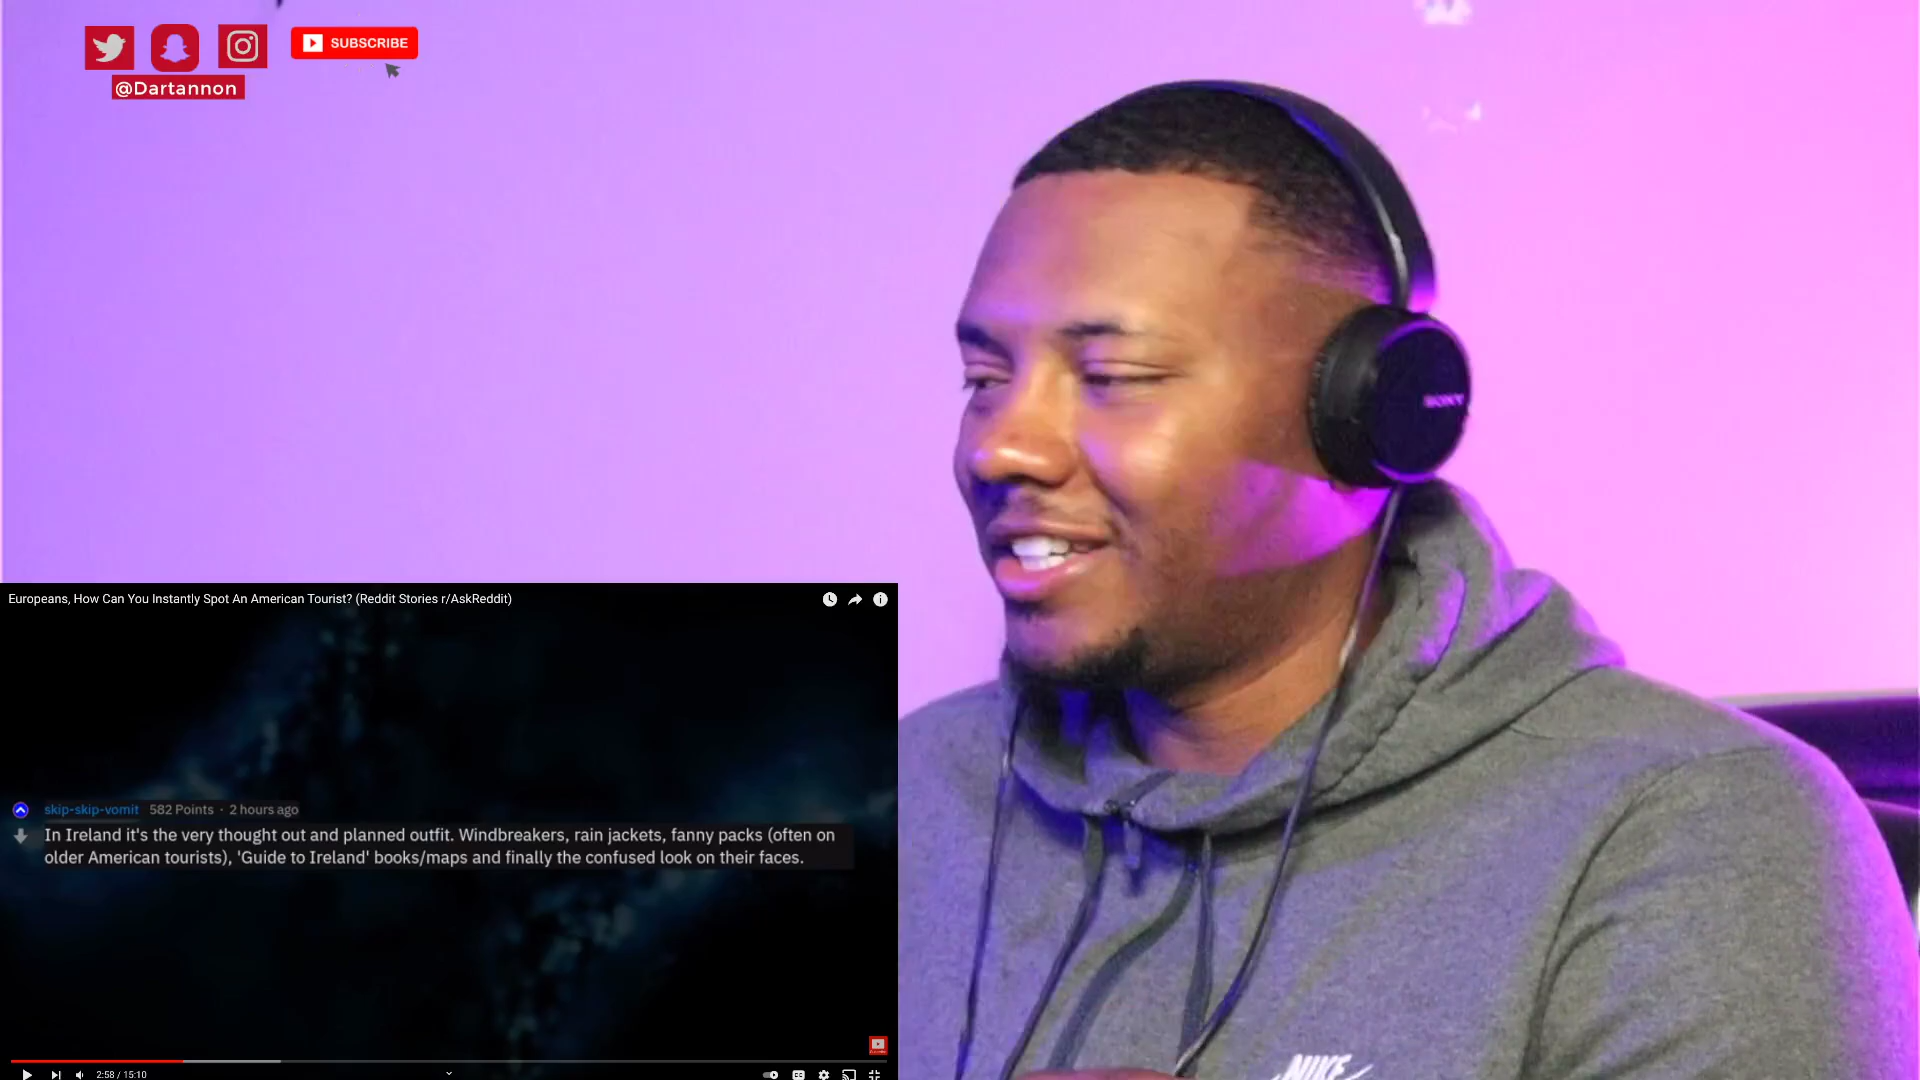 SUBSCRIBE
@Dartannon
SONY
Europeans, How Can You Instantly Spot An American Tourist? (Reddit Stories r/AskReddit)
skip-skip-vomit 582 Points · 2 hours ago
In Ireland it's the very thought out and planned outfit. Windbreakers, rain jackets, fanny packs (often on
older American tourists), 'Guide to Ireland' books/maps and finally the confused look on their faces.
2:58 / 15:10
CC
NIKE